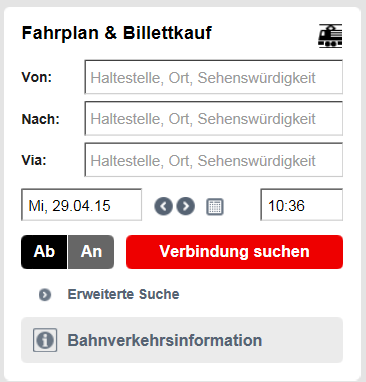 Fahrplan & Billettkauf
Von: Haltestelle, Ort, Sehenswürdigkeit
Nach: Haltestelle, Ort, Sehenswürdigkeit
Via: Haltestelle, Ort, Sehenswürdigkeit
Mi, 29.04.15 10:36
Ab An Verbindung suchen
Erweiterte Suche
Bahnverkehrsinformation